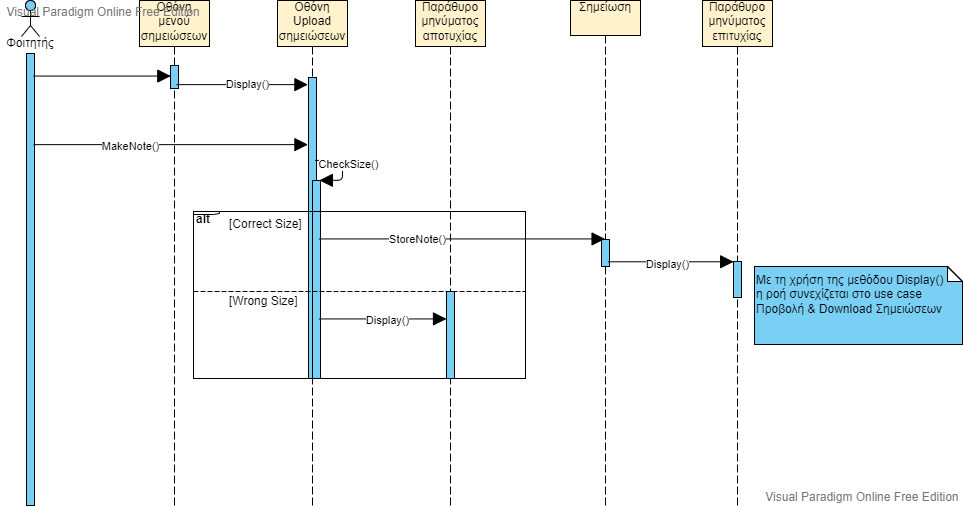 Visual Paradigm Online Free Edition
Φοιτητής
Οθόνη
μενού
σημειώσεων
Οθόνη
Upload
σημειώσεων
Παράθυρο
μηνύματος
αποτυχίας
Σημείωση
Παράθυρο
μηνύματος
επιτυχίας
Display()
MakeNote()
CheckSize()
alt
[Correct Size]
StoreNote()
Display()
[Wrong Size]
Display()
Με τη χρήση της μεθόδου Display()
η ροή συνεχίζεται στο use case
Προβολή & Download Σημειώσεων
Visual Paradigm Online Free Edition